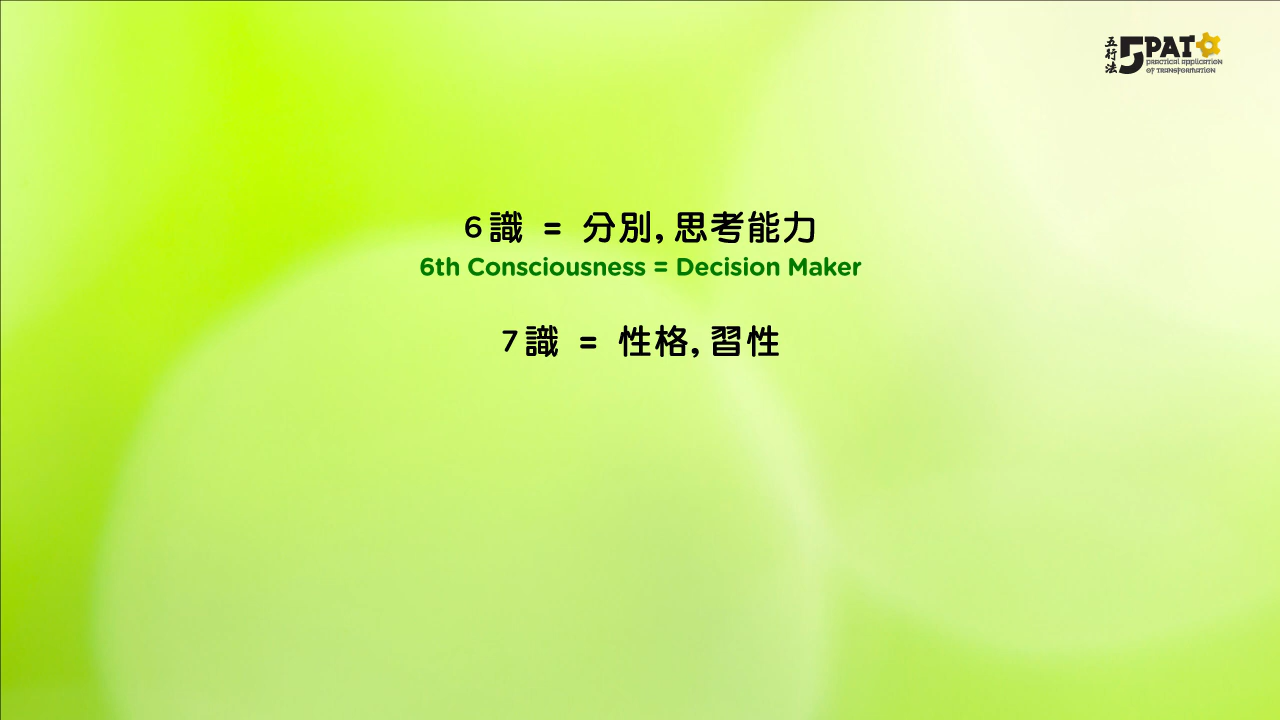 五行法 5PAT
PRACTICAL APPLICATION
OF TRANSFORMATION
6識 = 分別, 思考能力
6th Consciousness = Decision Maker
7識 = 性格, 習性